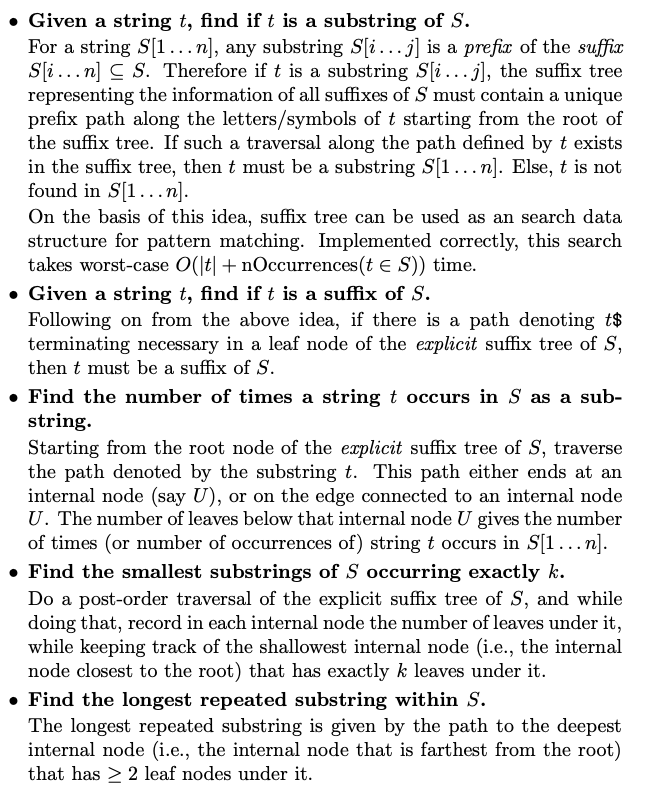 • Given a string t, find if t is a substring of S.
For a string S[1...n], any substring S[i...j] is a prefix of the suffix
S[i...n] ⊆ S. Therefore if t is a substring S[i...j], the suffix tree
representing the information of all suffixes of S must contain a unique
prefix path along the letters/symbols of t starting from the root of
the suffix tree. If such a traversal along the path defined by t exists
in the suffix tree, then t must be a substring S[1...n]. Else, t is not
found in S[1...n].
On the basis of this idea, suffix tree can be used as an search data
structure for pattern matching. Implemented correctly, this search
takes worst-case O(|t| + nOccurrences(t ∈ S)) time.
• Given a string t, find if t is a suffix of S.
Following on from the above idea, if there is a path denoting t$
terminating necessary in a leaf node of the explicit suffix tree of S,
then t must be a suffix of S.
• Find the number of times a string t occurs in S as a sub-
string.
Starting from the root node of the explicit suffix tree of S, traverse
the path denoted by the substring t. This path either ends at an
internal node (say U), or on the edge connected to an internal node
U. The number of leaves below that internal node U gives the number
of times (or number of occurrences of) string t occurs in S[1...n].
• Find the smallest substrings of S occurring exactly k.
Do a post-order traversal of the explicit suffix tree of S, and while
doing that, record in each internal node the number of leaves under it,
while keeping track of the shallowest internal node (i.e., the internal
node closest to the root) that has exactly k leaves under it.
• Find the longest repeated substring within S.
The longest repeated substring is given by the path to the deepest
internal node (i.e., the internal node that is farthest from the root)
that has ≥ 2 leaf nodes under it.